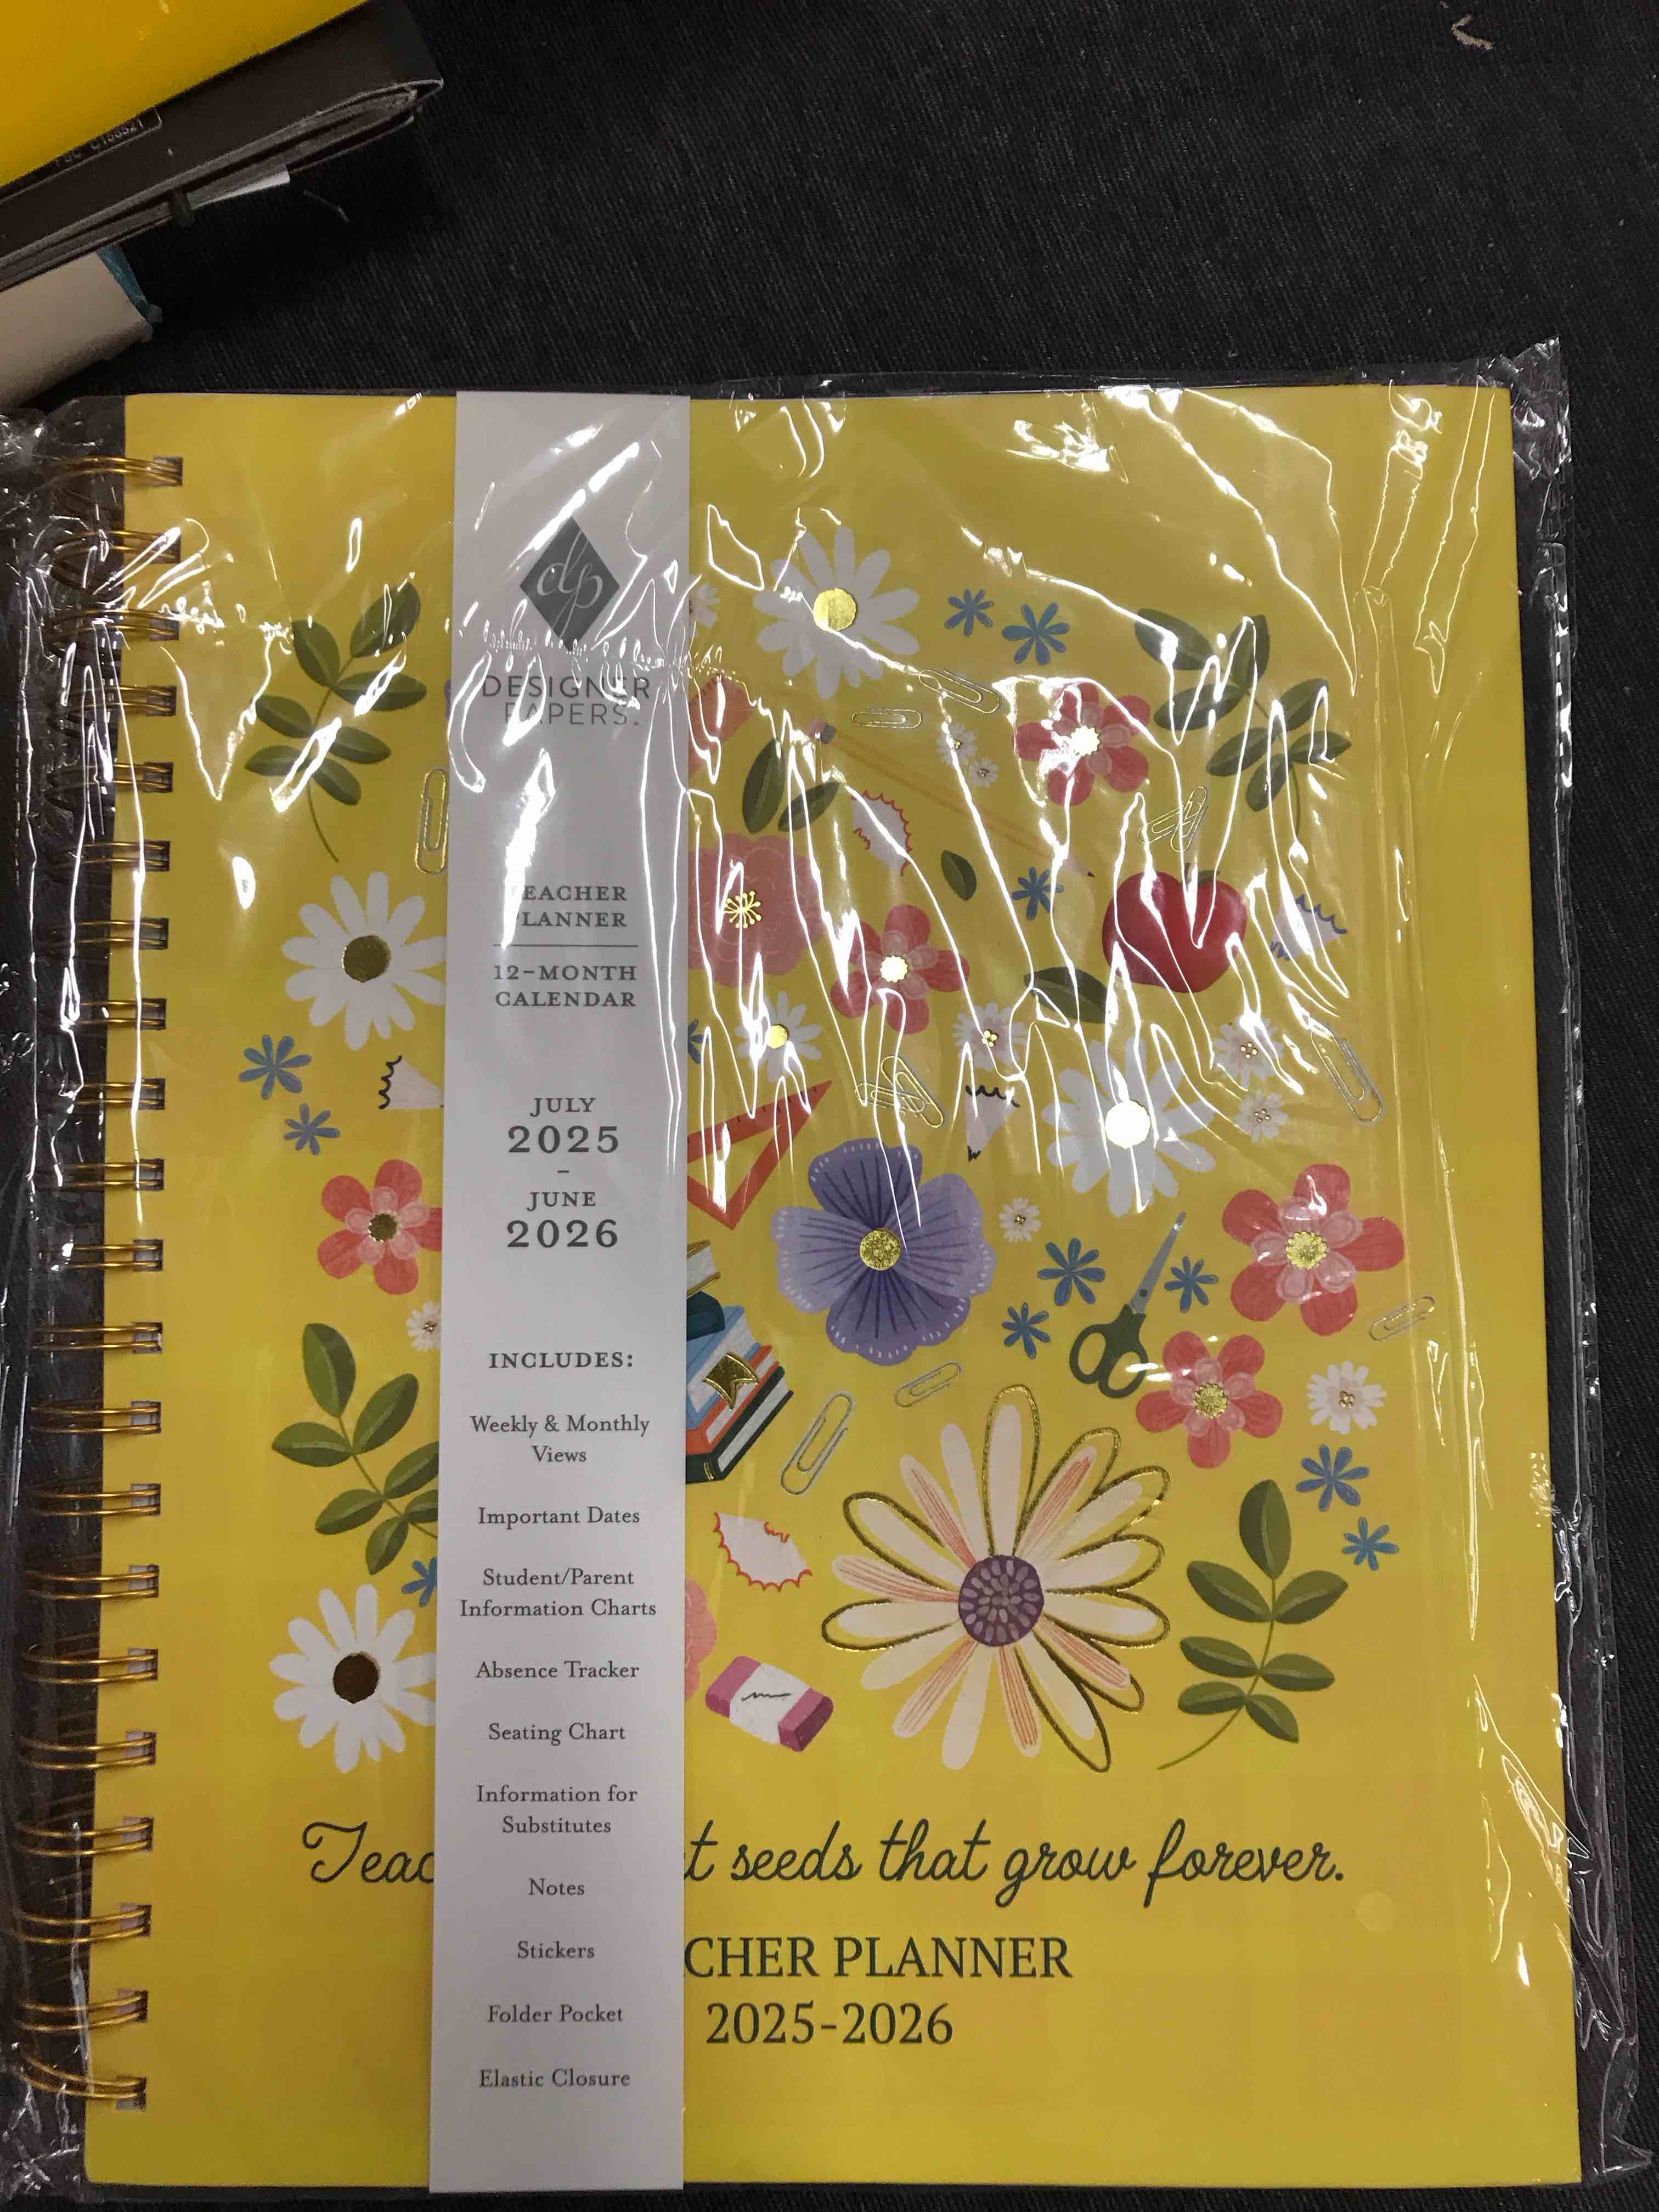 FSC C136521
dp
DESIGNER
PAPERS
EACHER
LANNER
12-MONTH
CALENDAR
JULY
2025
-
JUNE
2026
INCLUDES:
Weekly & Monthly
Views
Important Dates
Student/Parent
Information Charts
Absence Tracker
Seating Chart
Information for
Substitutes
Notes
Stickers
Folder Pocket
Elastic Closure
Teac t seeds that grow forever.
CHER PLANNER
2025-2026